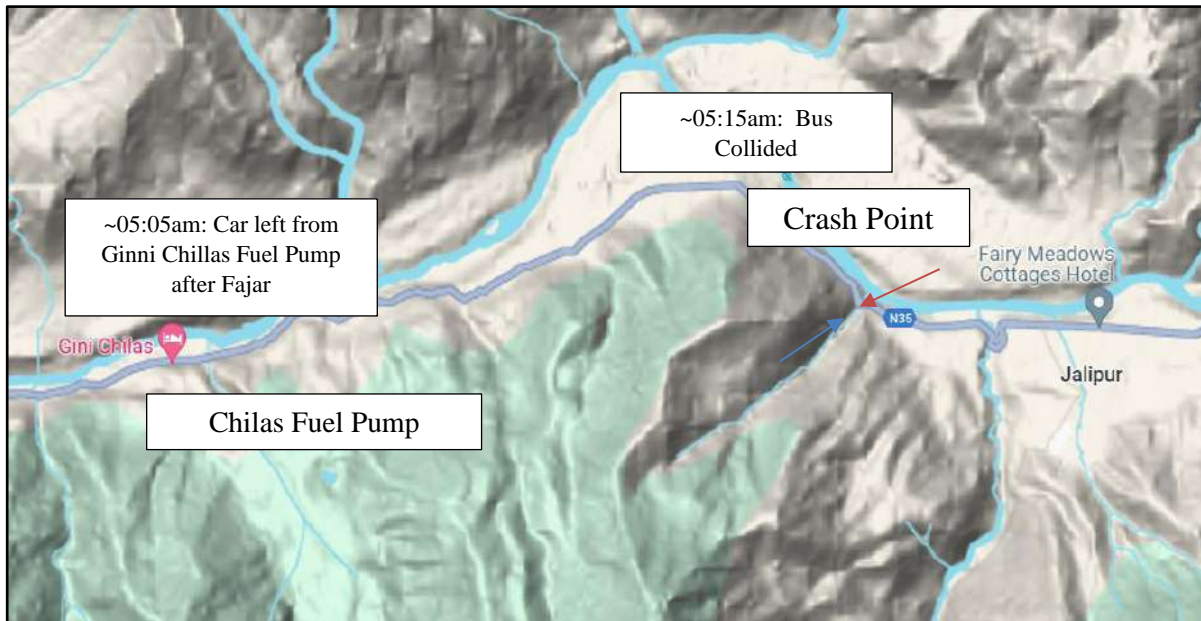 ~05:15am: Bus
Collided
~05:05am: Car left from
Ginni Chillas Fuel Pump
after Fajar
Crash Point
Fairy Meadows
Cottages Hotel
N35
Gini Chilas
Jalipur
Chilas Fuel Pump